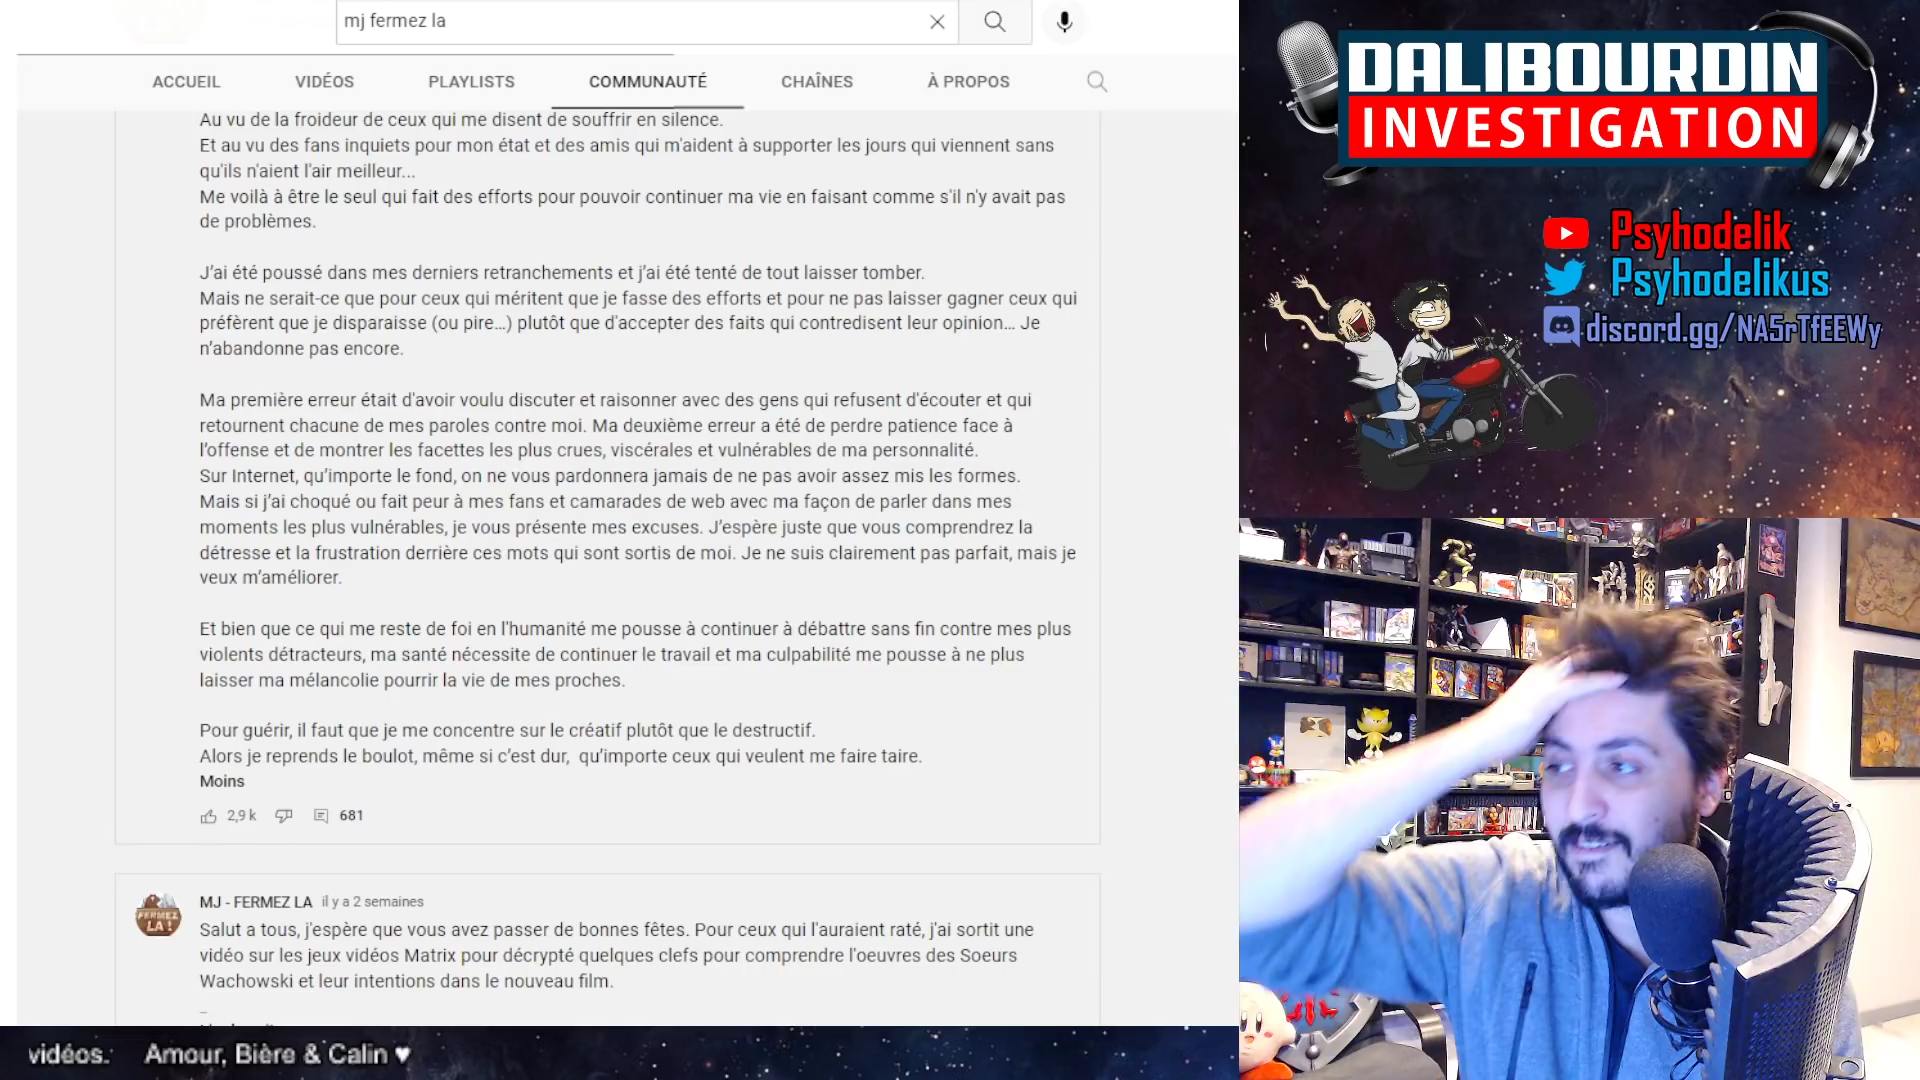 mj fermez la
ACCUEIL VIDÉOS PLAYLISTS COMMUNAUTÉ CHAÎNES À PROPOS
Au vu de la froideur de ceux qui me disent de souffrir en silence.
Et au vu des fans inquiets pour mon état et des amis qui m'aident à supporter les jours qui viennent sans
qu'ils n'aient l'air meilleur...
Me voilà à être le seul qui fait des efforts pour pouvoir continuer ma vie en faisant comme s'il n'y avait pas
de problèmes.
J’ai été poussé dans mes derniers retranchements et j’ai été tenté de tout laisser tomber.
Mais ne serait-ce que pour ceux qui méritent que je fasse des efforts et pour ne pas laisser gagner ceux qui
préfèrent que je disparaisse (ou pire…) plutôt que d'accepter des faits qui contredisent leur opinion… Je
n’abandonne pas encore.
Ma première erreur était d'avoir voulu discuter et raisonner avec des gens qui refusent d'écouter et qui
retournent chacune de mes paroles contre moi. Ma deuxième erreur a été de perdre patience face à
l’offense et de montrer les facettes les plus crues, viscérales et vulnérables de ma personnalité.
Sur Internet, qu’importe le fond, on ne vous pardonnera jamais de ne pas avoir assez mis les formes.
Mais si j’ai choqué ou fait peur à mes fans et camarades de web avec ma façon de parler dans mes
moments les plus vulnérables, je vous présente mes excuses. J’espère juste que vous comprendrez la
détresse et la frustration derrière ces mots qui sont sortis de moi. Je ne suis clairement pas parfait, mais je
veux m’améliorer.
Et bien que ce qui me reste de foi en l'humanité me pousse à continuer à débattre sans fin contre mes plus
violents détracteurs, ma santé nécessite de continuer le travail et ma culpabilité me pousse à ne plus
laisser ma mélancolie pourrir la vie de mes proches.
Pour guérir, il faut que je me concentre sur le créatif plutôt que le destructif.
Alors je reprends le boulot, même si c’est dur, qu’importe ceux qui veulent me faire taire.
Moins
2,9 k 681
MJ - FERMEZ LA il y a 2 semaines
FERMEZ
LA !
Salut a tous, j'espère que vous avez passer de bonnes fêtes. Pour ceux qui l'auraient raté, j'ai sortit une
vidéo sur les jeux vidéos Matrix pour décrypté quelques clefs pour comprendre l'oeuvres des Soeurs
Wachowski et leur intentions dans le nouveau film.
_
vidéos. Amour, Bière & Calin ♥
DALIBOURDIN
INVESTIGATION
Psyhodelik
Psyhodelikus
discord.gg/NA5rTfEEWy